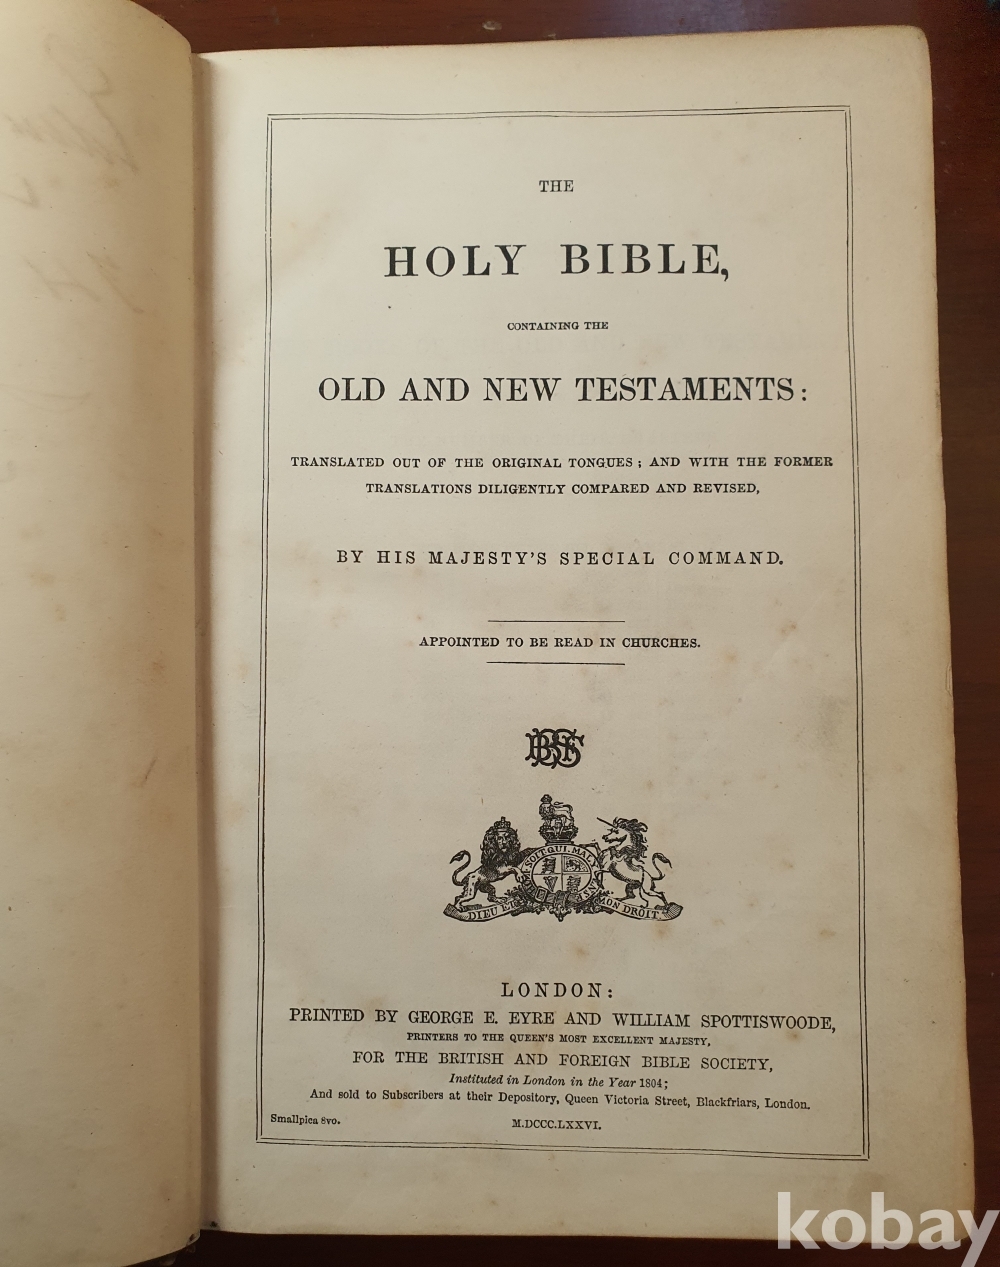 THE
HOLY BIBLE,
CONTAINING THE
OLD AND NEW TESTAMENTS:
TRANSLATED OUT OF THE ORIGINAL TONGUES; AND WITH THE FORMER
TRANSLATIONS DILIGENTLY COMPARED AND REVISED,
BY HIS MAJESTY'S SPECIAL COMMAND.
APPOINTED TO BE READ IN CHURCHES.
SOIT QUI MAL Y
DIEU ET MON DROIT
LONDON:
PRINTED BY GEORGE E. EYRE AND WILLIAM SPOTTISWOODE,
PRINTERS TO THE QUEEN'S MOST EXCELLENT MAJESTY,
FOR THE BRITISH AND FOREIGN BIBLE SOCIETY,
Instituted in London in the Year 1804;
And sold to Subscribers at their Depository, Queen Victoria Street, Blackfriars, London.
Smallpica 8vo.
M.DCCC.LXXVI.
kobay